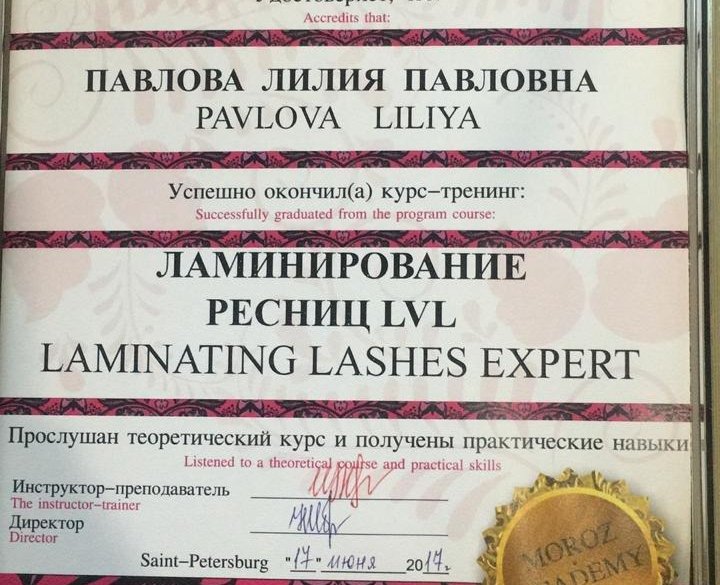 Удостоверяет, что:
Accredits that:
ПАВЛОВА ЛИЛИЯ ПАВЛОВНА
PAVLOVA LILIYA
Успешно окончил(а) курс-тренинг:
Successfully graduated from the program course:
ЛАМИНИРОВАНИЕ
РЕСНИЦ LVL
LAMINATING LASHES EXPERT
Прослушан теоретический курс и получены практические навыки
Listened to a theoretical course and practical skills
Инструктор-преподаватель
The instructor-trainer
Директор
Director
Saint-Petersburg "17" июня 2017г.
MOROZ